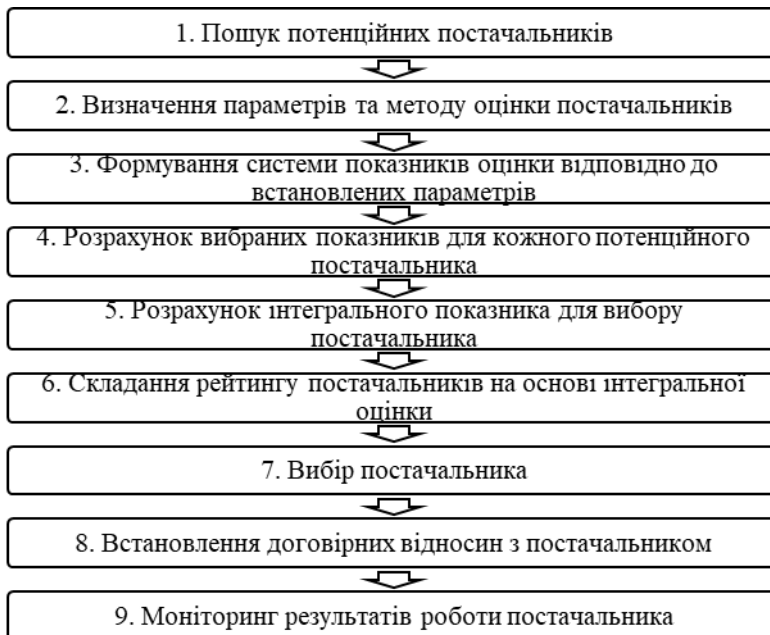 1. Пошук потенційних постачальників
2. Визначення параметрів та методу оцінки постачальників
3. Формування системи показників оцінки відповідно до
встановлених параметрів
4. Розрахунок вибраних показників для кожного потенційного
постачальника
5. Розрахунок інтегрального показника для вибору
постачальника
6. Складання рейтингу постачальників на основі інтегральної
оцінки
7. Вибір постачальника
8. Встановлення договірних відносин з постачальником
9. Моніторинг результатів роботи постачальника